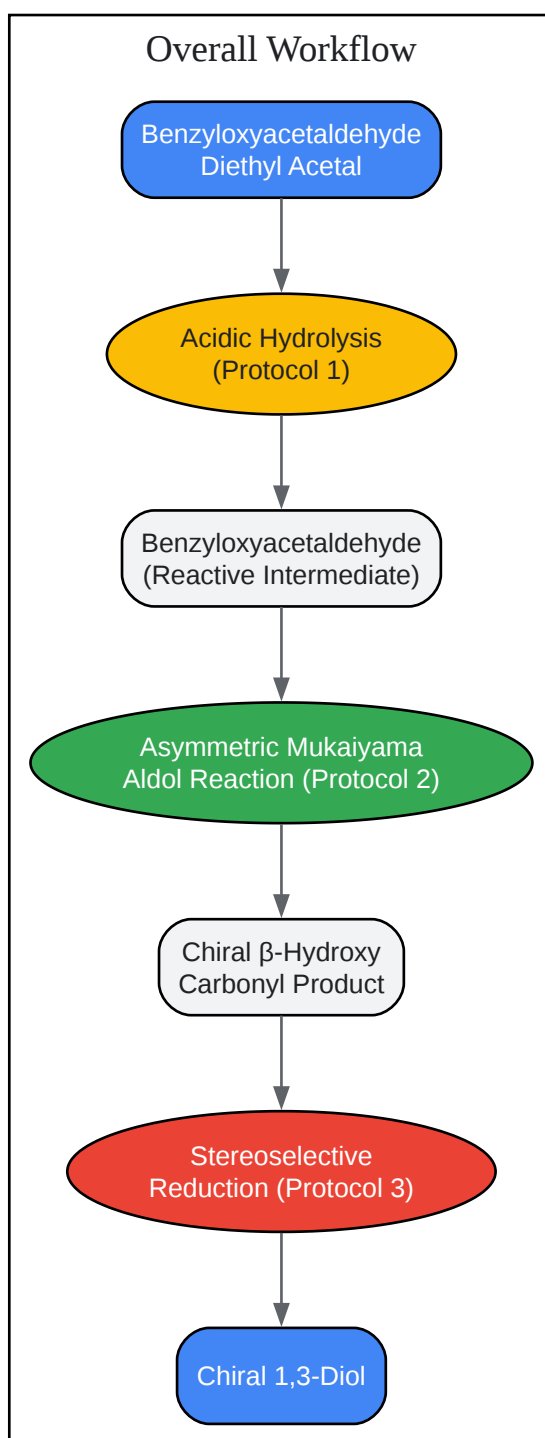 Overall Workflow
Benzyloxyacetaldehyde
Diethyl Acetal
Acidic Hydrolysis
(Protocol 1)
Benzyloxyacetaldehyde
(Reactive Intermediate)
Asymmetric Mukaiyama
Aldol Reaction (Protocol 2)
Chiral β-Hydroxy
Carbonyl Product
Stereoselective
Reduction (Protocol 3)
Chiral 1,3-Diol